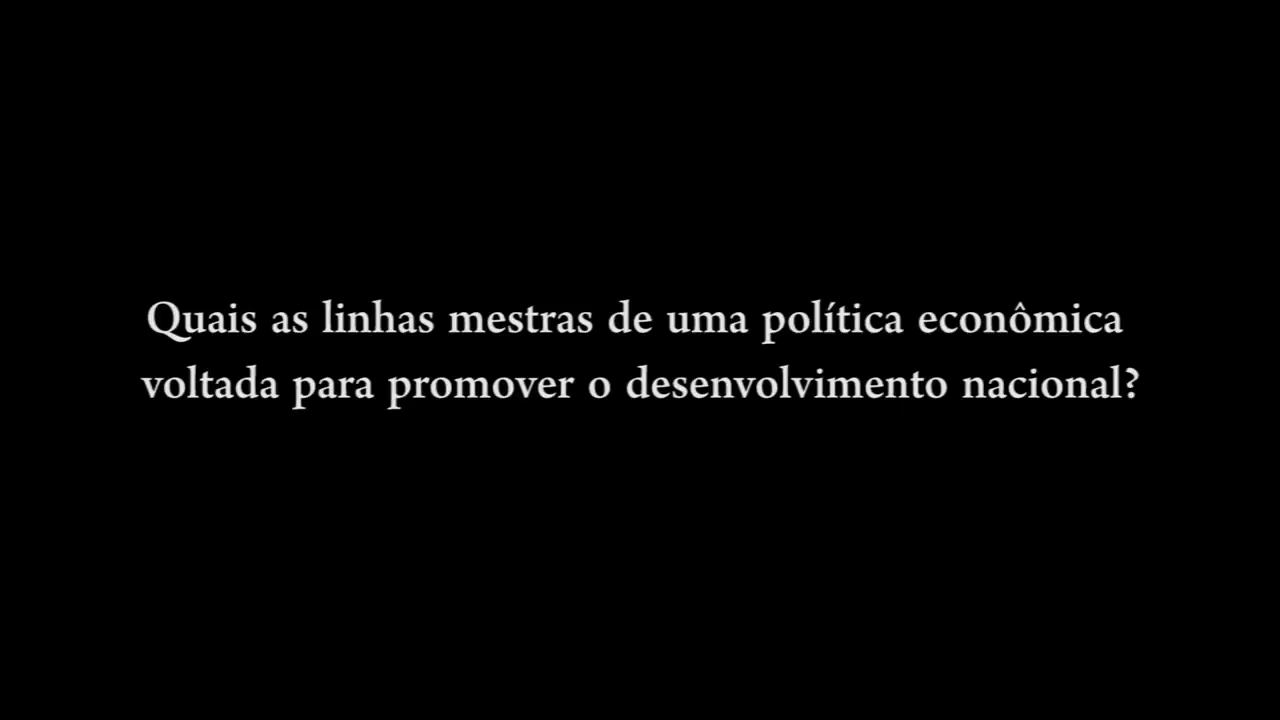 Quais as linhas mestras de uma política econômica
voltada para promover o desenvolvimento nacional?